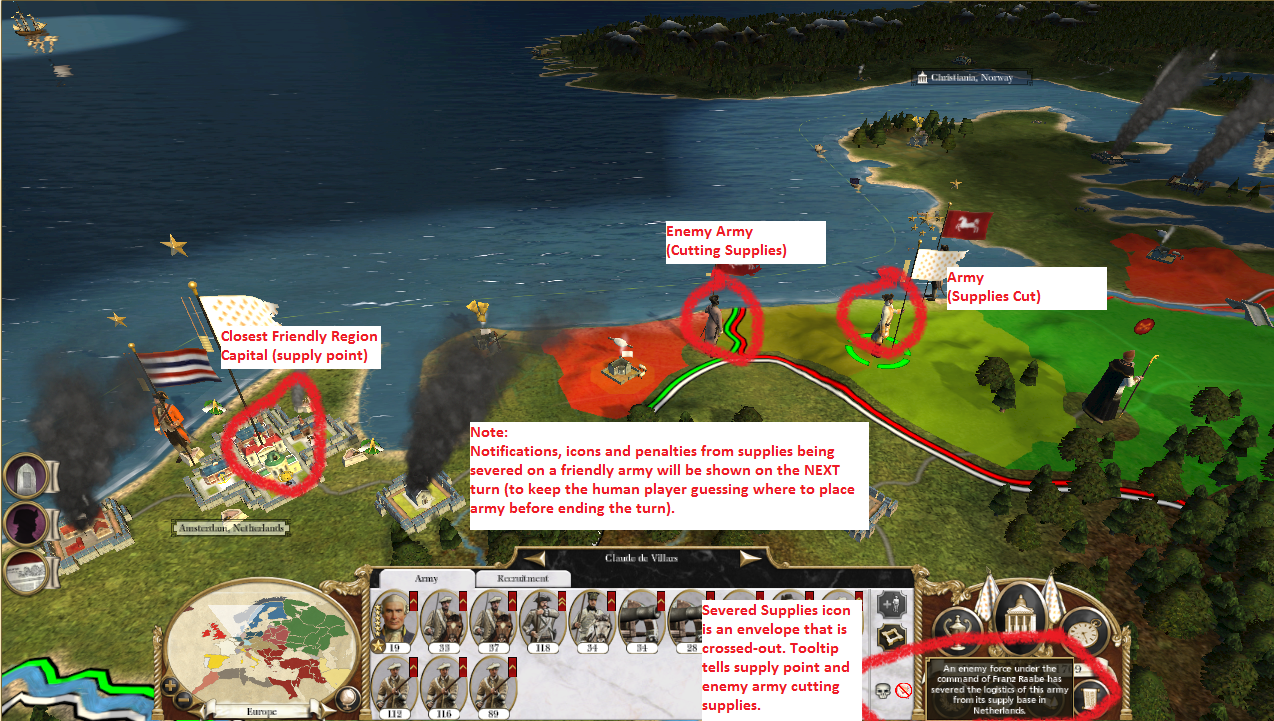 Christiania, Norway
Enemy Army
(Cutting Supplies)
Army
(Supplies Cut)
Closest Friendly Region
Capital (supply point)
Note:
Notifications, icons and penalties from supplies being
severed on a friendly army will be shown on the NEXT
turn (to keep the human player guessing where to place
army before ending the turn).
Amsterdam, Netherlands
Claude de Villars
Army
Recruitment
19
33
37
118
34
34
28
112
116
89
Severed Supplies icon
is an envelope that is
crossed-out. Tooltip
tells supply point and
enemy army cutting
supplies.
An enemy force under the
command of Franz Raabe has
severed the logistics of this army
from its supply base in
Netherlands.
Europe